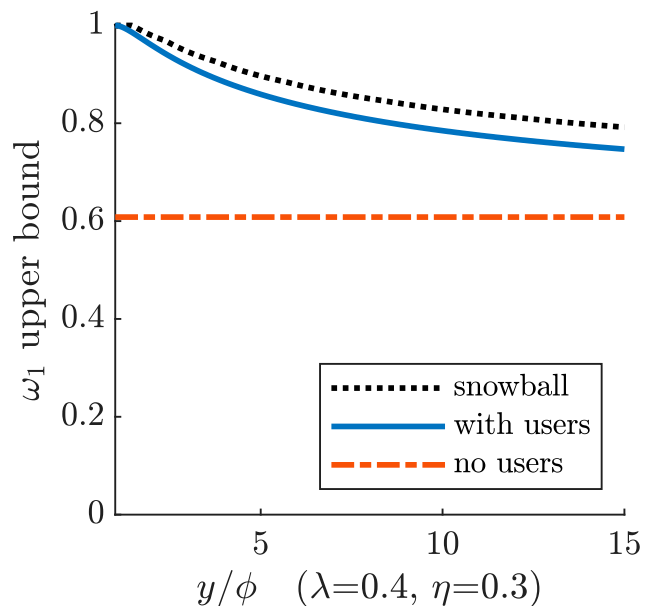 1
0.8
0.6
0.4
0.2
0
ω₁ upper bound
snowball
with users
no users
5 10 15
y/ϕ (λ=0.4, η=0.3)